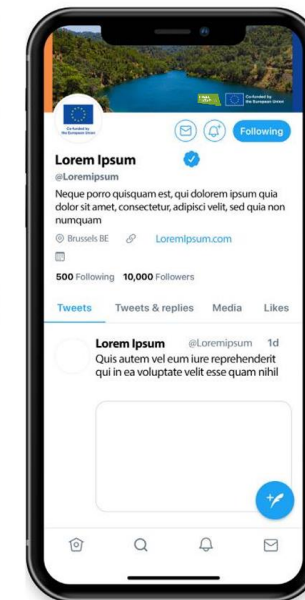 Co-funded by
the European Union
Co-funded by
the European Union
Following
Lorem Ipsum
@Loremipsum
Neque porro quisquam est, qui dolorem ipsum quia
dolor sit amet, consectetur, adipisci velit, sed quia non
numquam
Brussels BE LoremIpsum.com
500 Following 10,000 Followers
Tweets Tweets & replies Media Likes
Lorem Ipsum @Loremipsum 1d
Quis autem vel eum iure reprehenderit
qui in ea voluptate velit esse quam nihil